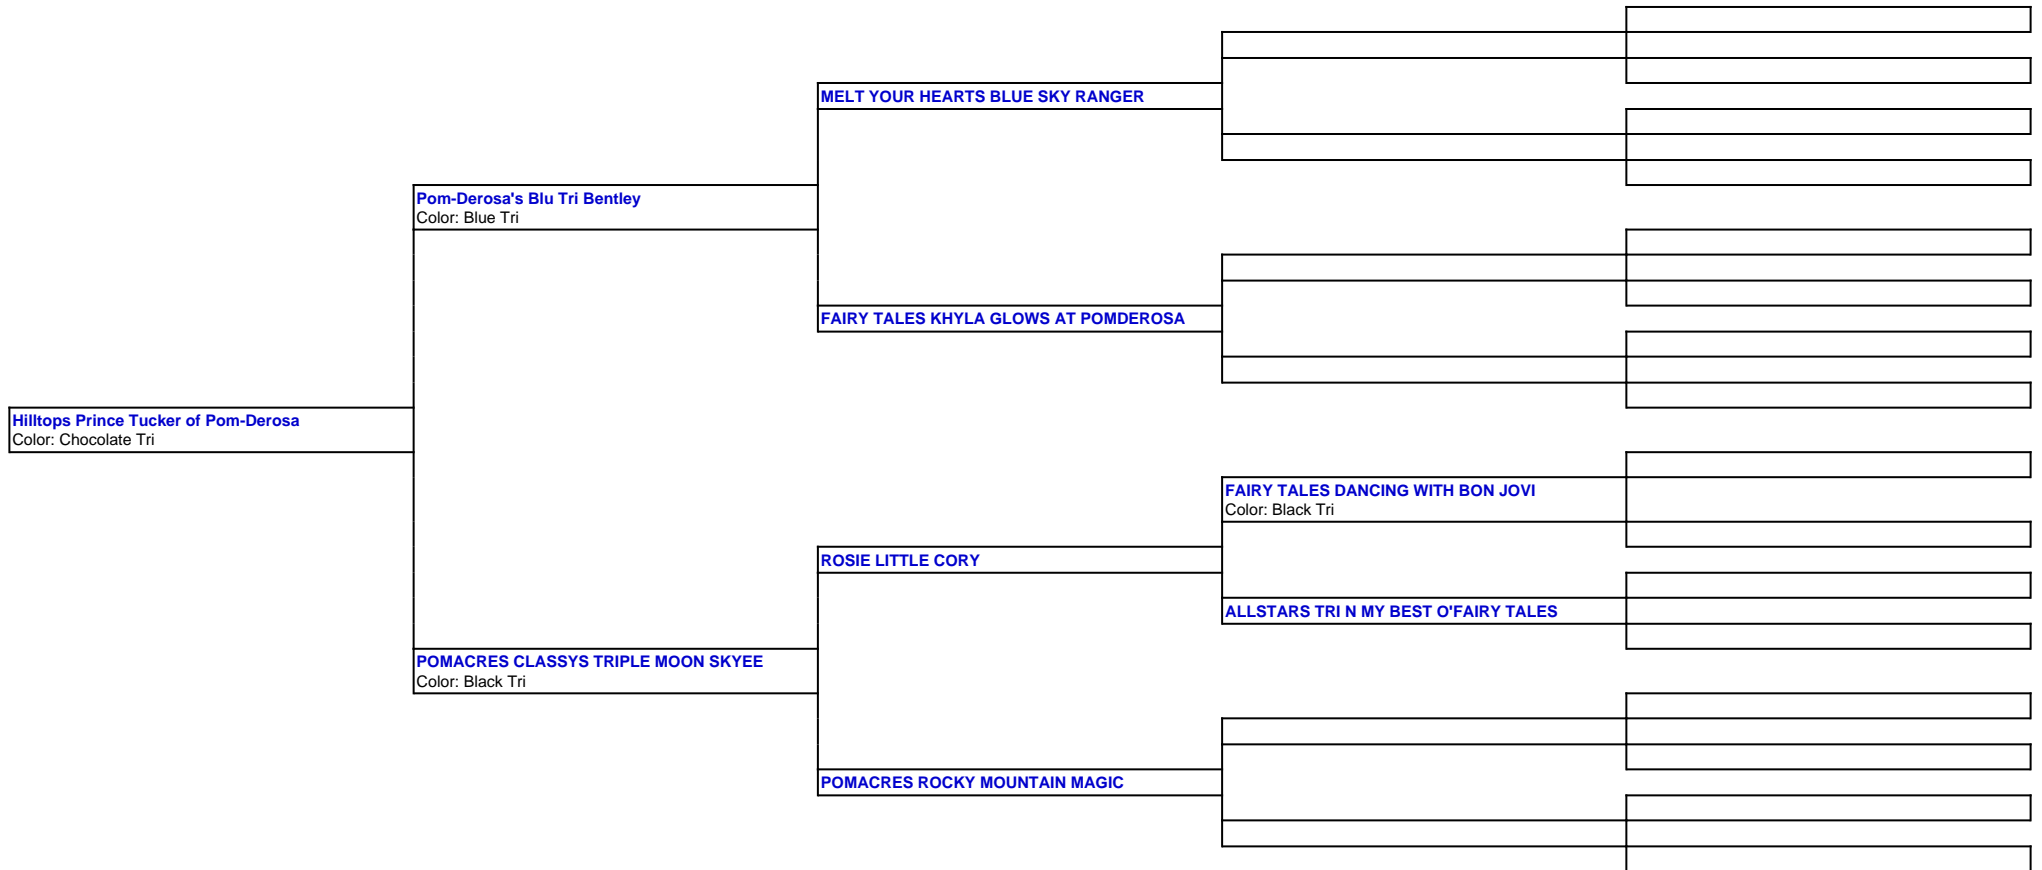 MELT YOUR HEARTS BLUE SKY RANGER
Pom-Derosa's Blu Tri Bentley
Color: Blue Tri
FAIRY TALES KHYLA GLOWS AT POMDEROSA
Hilltops Prince Tucker of Pom-Derosa
Color: Chocolate Tri
FAIRY TALES DANCING WITH BON JOVI
Color: Black Tri
ROSIE LITTLE CORY
ALLSTARS TRI N MY BEST O'FAIRY TALES
POMACRES CLASSYS TRIPLE MOON SKYEE
Color: Black Tri
POMACRES ROCKY MOUNTAIN MAGIC